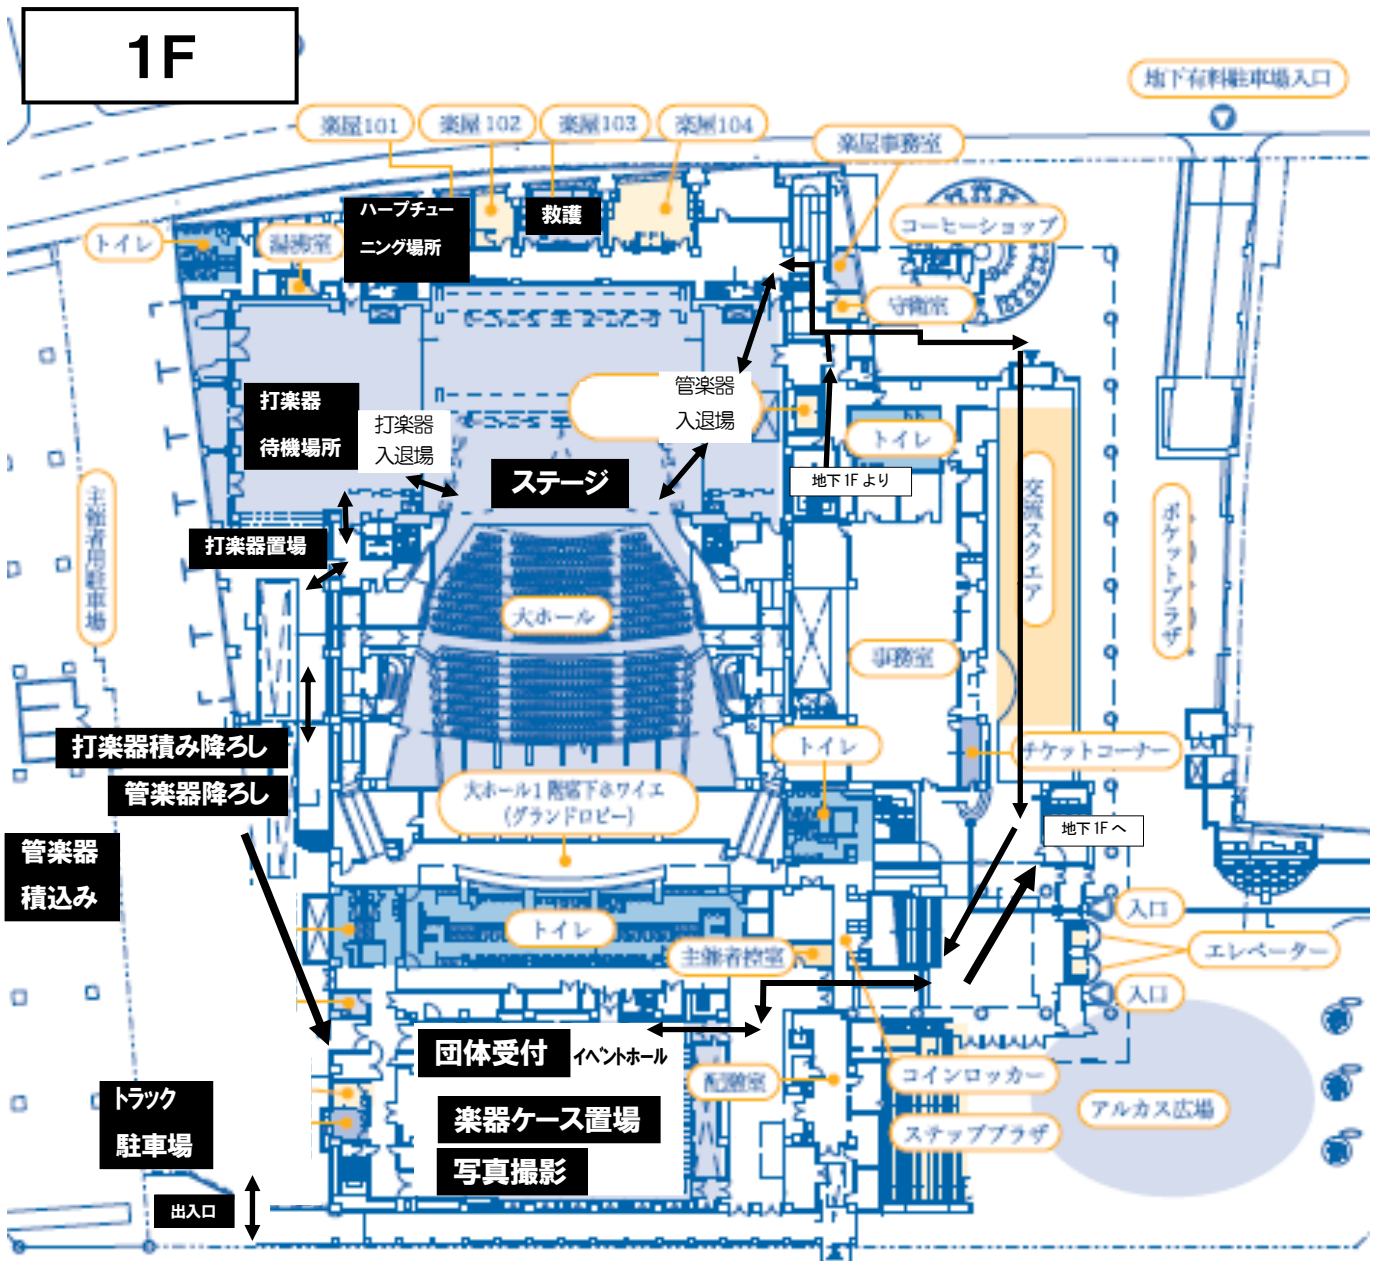 1F
地下有料駐車場入口
楽屋101
楽屋102
楽屋103
楽屋104
楽屋事務室
コーヒーショップ
守衛室
トイレ
湯沸室
ハープチュー
ニング場所
救護
打楽器
待機場所
打楽器
入退場
管楽器
入退場
ステージ
地下1Fより
トイレ
交流スクエア
ポケットプラザ
主催者用駐車場
打楽器置場
大ホール
事務室
打楽器積み降ろし
管楽器降ろし
管楽器
積込み
トイレ
チケットコーナー
大ホール1階席下ホワイエ
(グランドロビー)
地下1Fへ
トイレ
主催者控室
入口
エレベーター
入口
団体受付
イベントホール
楽器ケース置場
写真撮影
配膳室
コインロッカー
ステッププラザ
アルカス広場
トラック
駐車場
出入口